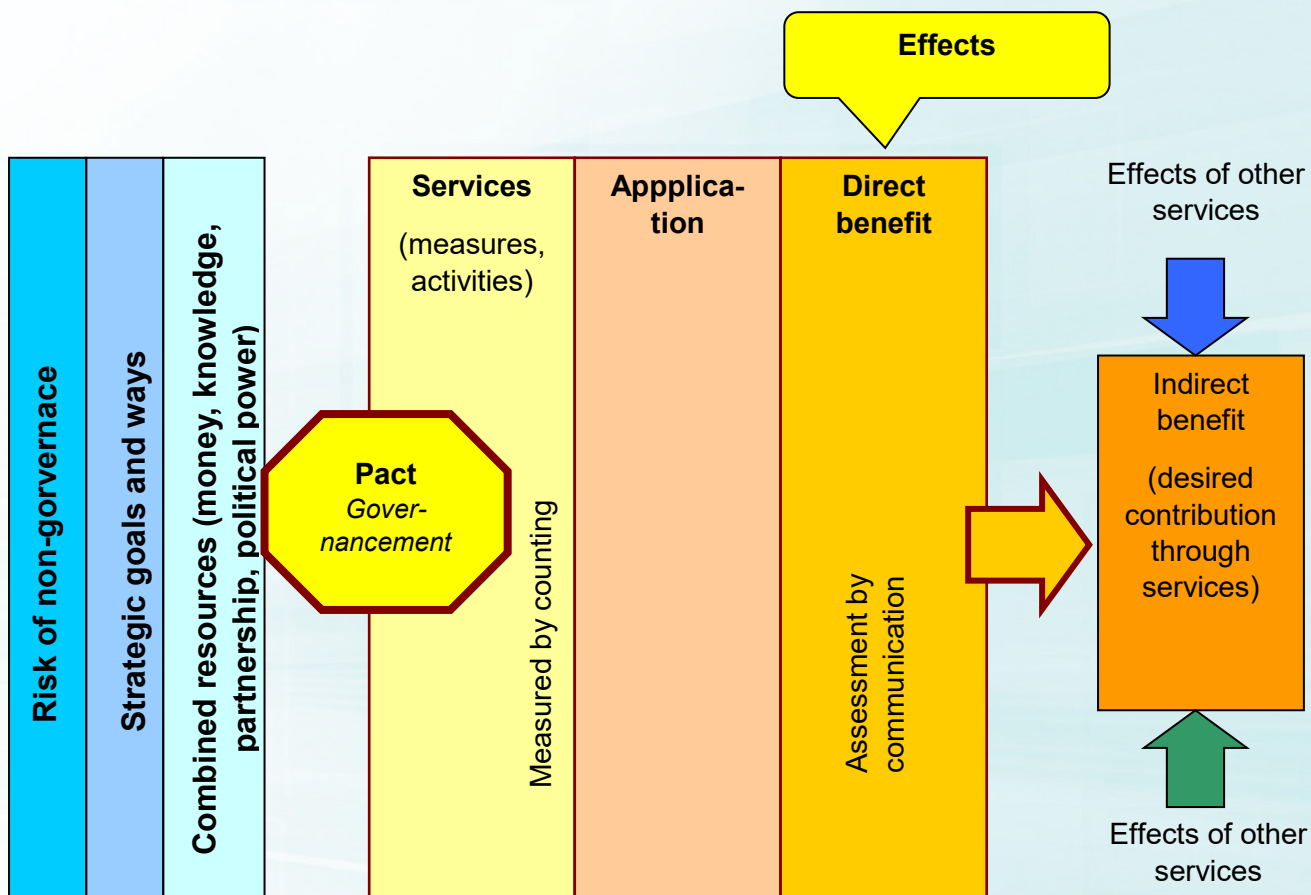 Effects
Risk of non-gorvernace
Strategic goals and ways
Combined resources (money, knowledge,
partnership, political power)
Pact
Gover-
nancement
Services
(measures,
activities)
Measured by counting
Appplica-
tion
Direct
benefit
Assessment by
communication
Effects of other
services
Indirect
benefit
(desired
contribution
through
services)
Effects of other
services